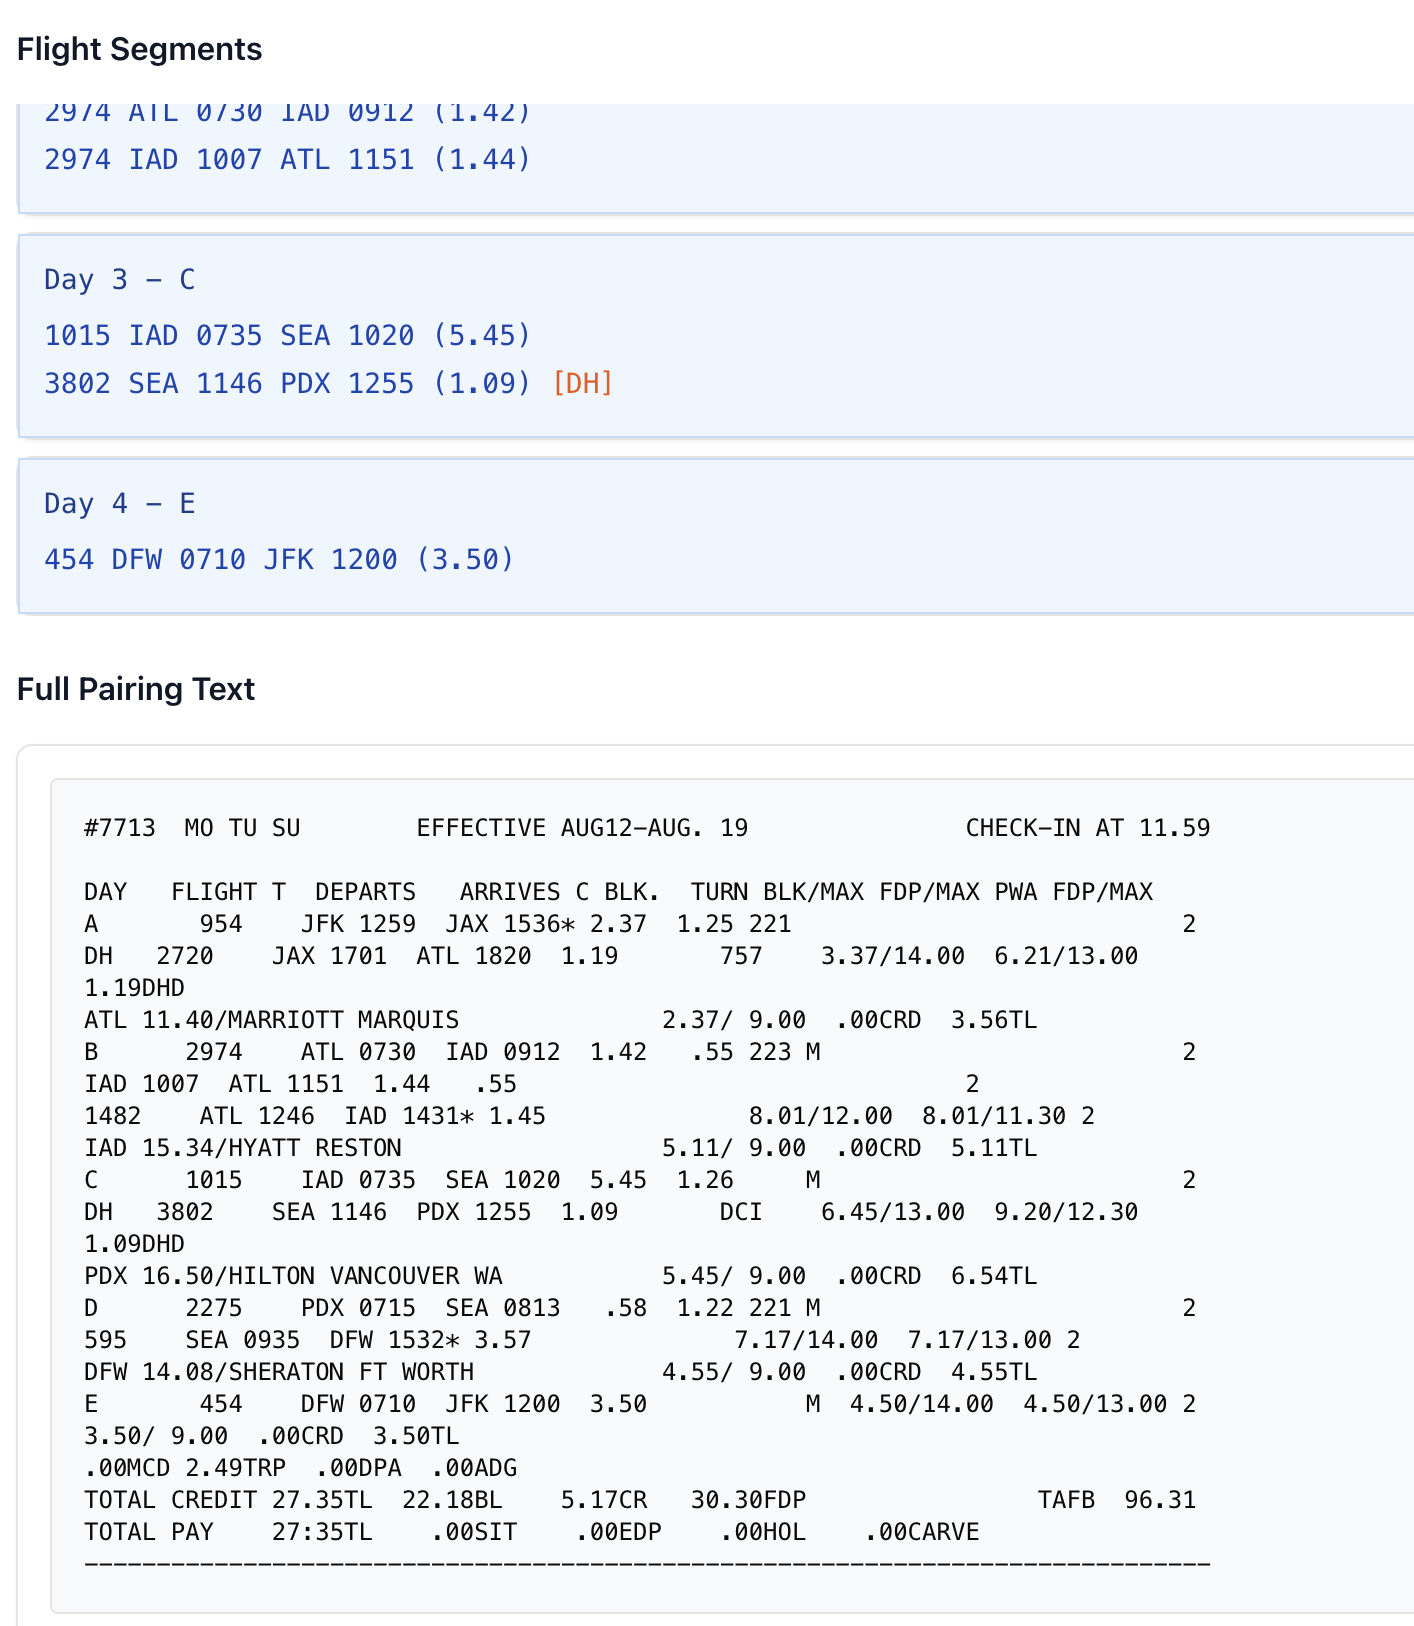 Flight Segments
2974 ATL 0730 IAD 0912 (1.42)
2974 IAD 1007 ATL 1151 (1.44)
Day 3 – C
1015 IAD 0735 SEA 1020 (5.45)
3802 SEA 1146 PDX 1255 (1.09) [DH]
Day 4 – E
454 DFW 0710 JFK 1200 (3.50)
Full Pairing Text
#7713  MO TU SU        EFFECTIVE AUG12–AUG. 19               CHECK–IN AT 11.59
DAY   FLIGHT T  DEPARTS   ARRIVES C BLK.  TURN BLK/MAX FDP/MAX PWA FDP/MAX
A       954    JFK 1259  JAX 1536* 2.37  1.25 221                           2
DH   2720    JAX 1701  ATL 1820  1.19       757    3.37/14.00  6.21/13.00
1.19DHD
ATL 11.40/MARRIOTT MARQUIS              2.37/ 9.00  .00CRD  3.56TL
B      2974    ATL 0730  IAD 0912  1.42   .55 223 M                         2
IAD 1007  ATL 1151  1.44   .55                               2
1482    ATL 1246  IAD 1431* 1.45              8.01/12.00  8.01/11.30 2
IAD 15.34/HYATT RESTON                  5.11/ 9.00  .00CRD  5.11TL
C      1015    IAD 0735  SEA 1020  5.45  1.26     M                         2
DH   3802    SEA 1146  PDX 1255  1.09       DCI    6.45/13.00  9.20/12.30
1.09DHD
PDX 16.50/HILTON VANCOUVER WA           5.45/ 9.00  .00CRD  6.54TL
D      2275    PDX 0715  SEA 0813   .58  1.22 221 M                         2
595    SEA 0935  DFW 1532* 3.57              7.17/14.00  7.17/13.00 2
DFW 14.08/SHERATON FT WORTH             4.55/ 9.00  .00CRD  4.55TL
E       454    DFW 0710  JFK 1200  3.50           M  4.50/14.00  4.50/13.00 2
3.50/ 9.00  .00CRD  3.50TL
.00MCD 2.49TRP  .00DPA  .00ADG
TOTAL CREDIT 27.35TL  22.18BL    5.17CR   30.30FDP                TAFB  96.31
TOTAL PAY    27:35TL    .00SIT    .00EDP    .00HOL    .00CARVE
––––––––––––––––––––––––––––––––––––––––––––––––––––––––––––––––––––––––––––––